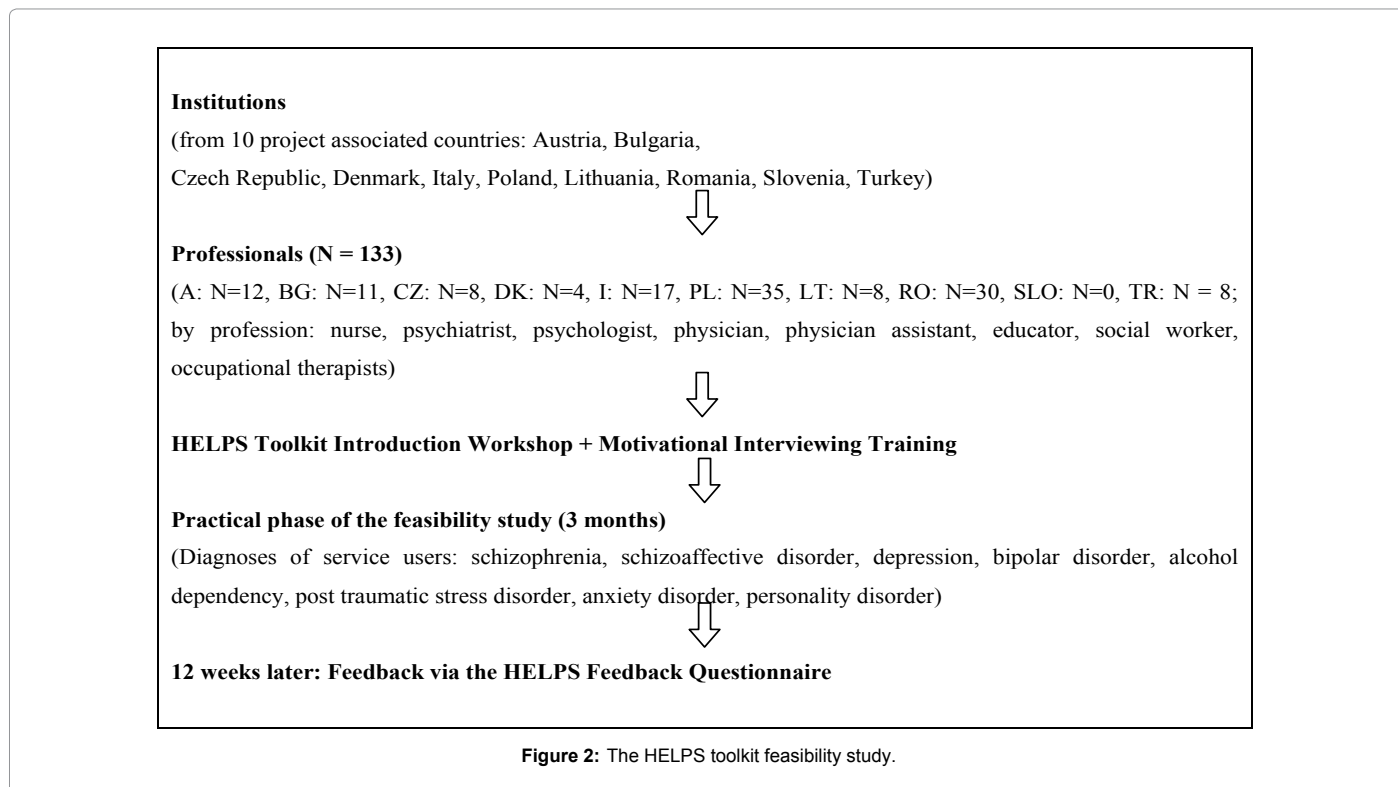 Institutions
(from 10 project associated countries: Austria, Bulgaria,
Czech Republic, Denmark, Italy, Poland, Lithuania, Romania, Slovenia, Turkey)
Professionals (N = 133)
(A: N=12, BG: N=11, CZ: N=8, DK: N=4, I: N=17, PL: N=35, LT: N=8, RO: N=30, SLO: N=0, TR: N = 8;
by profession: nurse, psychiatrist, psychologist, physician, physician assistant, educator, social worker,
occupational therapists)
HELPS Toolkit Introduction Workshop + Motivational Interviewing Training
Practical phase of the feasibility study (3 months)
(Diagnoses of service users: schizophrenia, schizoaffective disorder, depression, bipolar disorder, alcohol
dependency, post traumatic stress disorder, anxiety disorder, personality disorder)
12 weeks later: Feedback via the HELPS Feedback Questionnaire
Figure 2: The HELPS toolkit feasibility study.